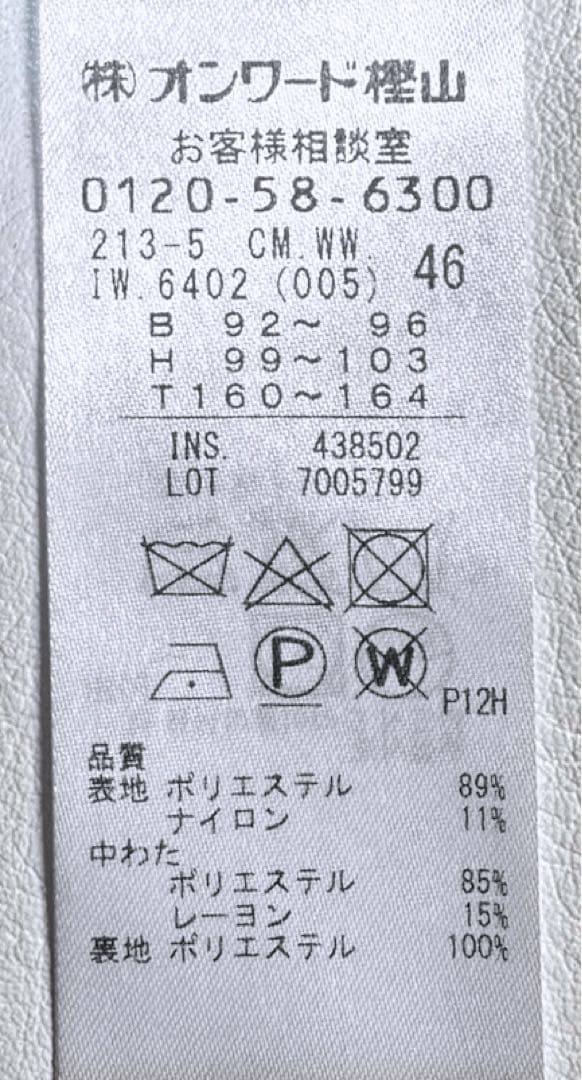 (株)オンワード樫山
お客様相談室
0120-58-6300
213-5 CM.WW.
IW.6402 (005) 46
B 92～ 96
H 99～103
T160～164
INS. 438502
LOT 7005799
P W
P12H
品質
表地 ポリエステル 89%
ナイロン 11%
中わた
ポリエステル 85%
レーヨン 15%
裏地 ポリエステル 100%